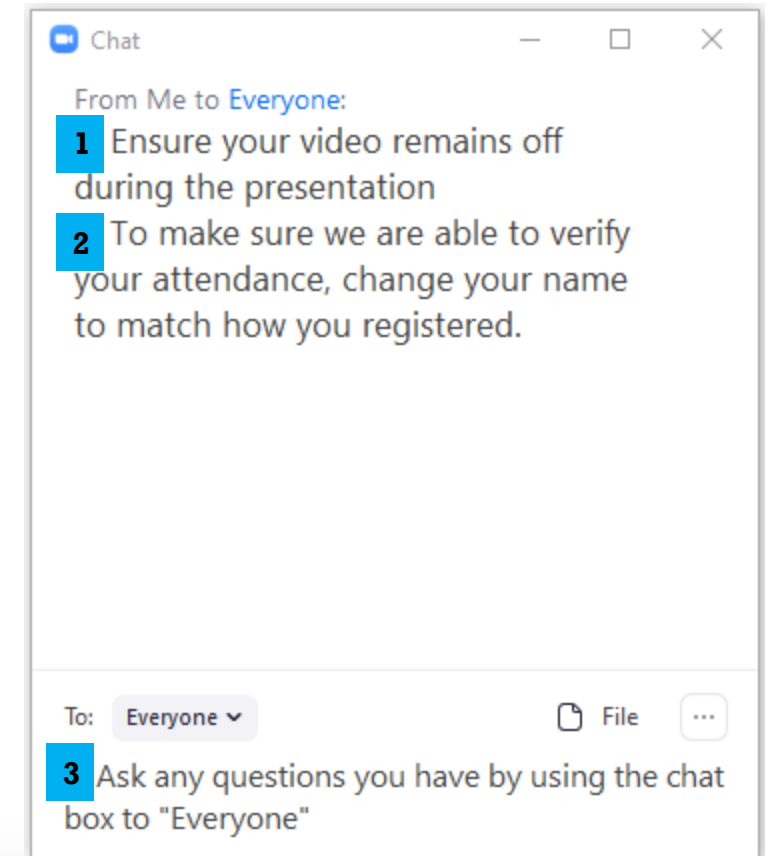 Chat
From Me to Everyone:
1 Ensure your video remains off
during the presentation
2 To make sure we are able to verify
your attendance, change your name
to match how you registered.
To: Everyone File ...
3 Ask any questions you have by using the chat
box to "Everyone"